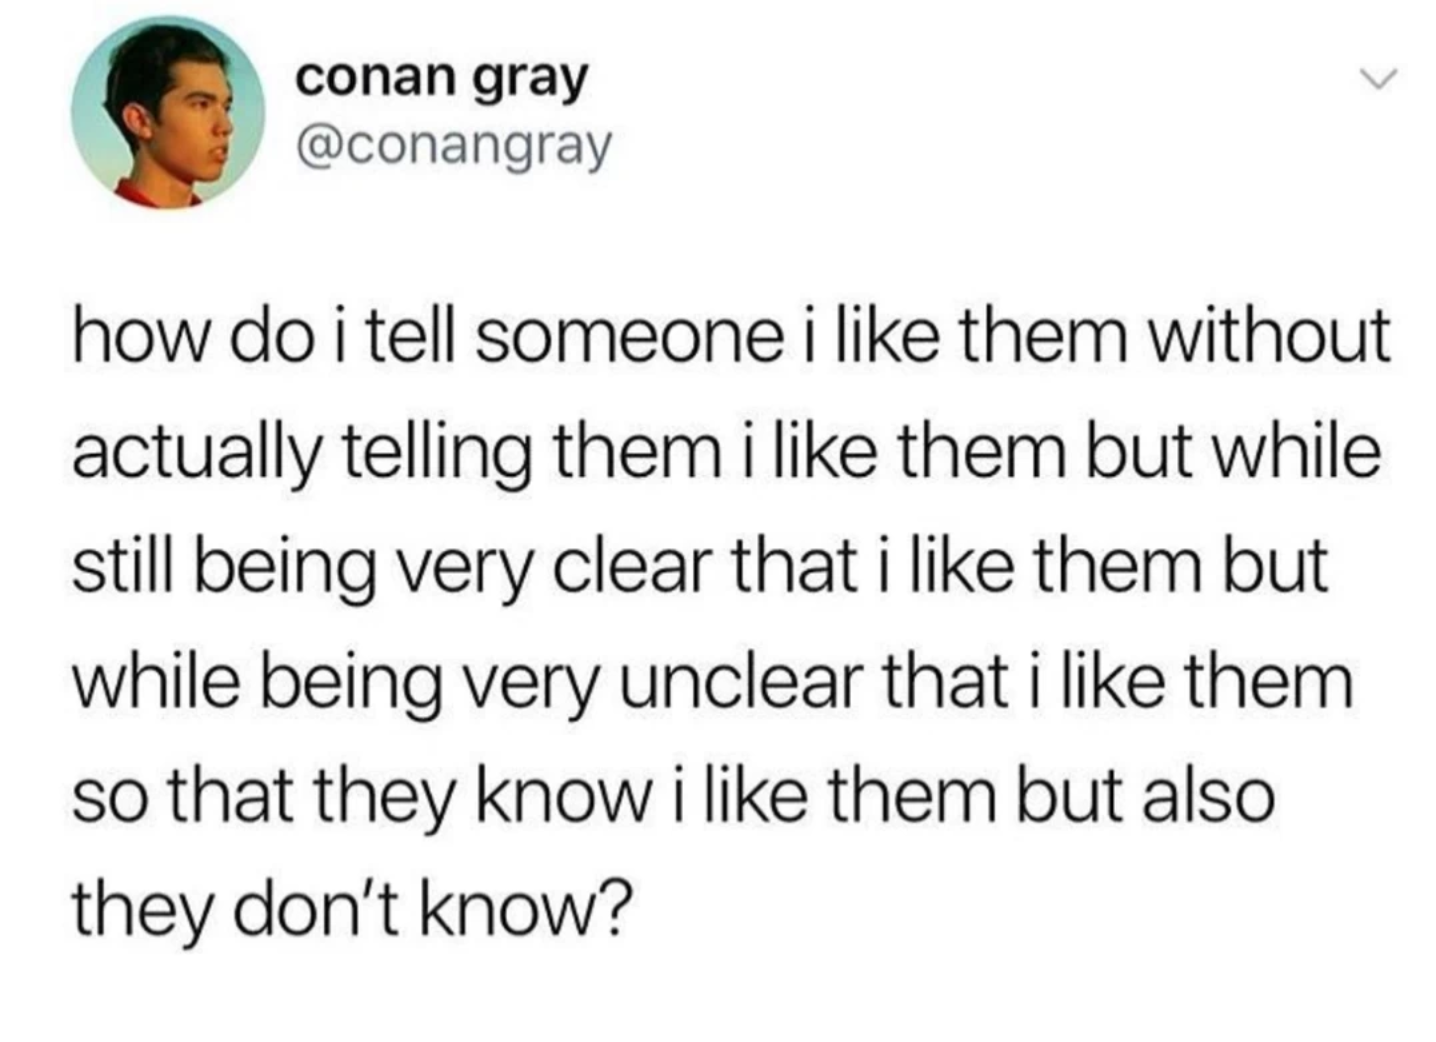 conan gray
@conangray
how do i tell someone i like them without
actually telling them i like them but while
still being very clear that i like them but
while being very unclear that i like them
so that they know i like them but also
they don’t know?